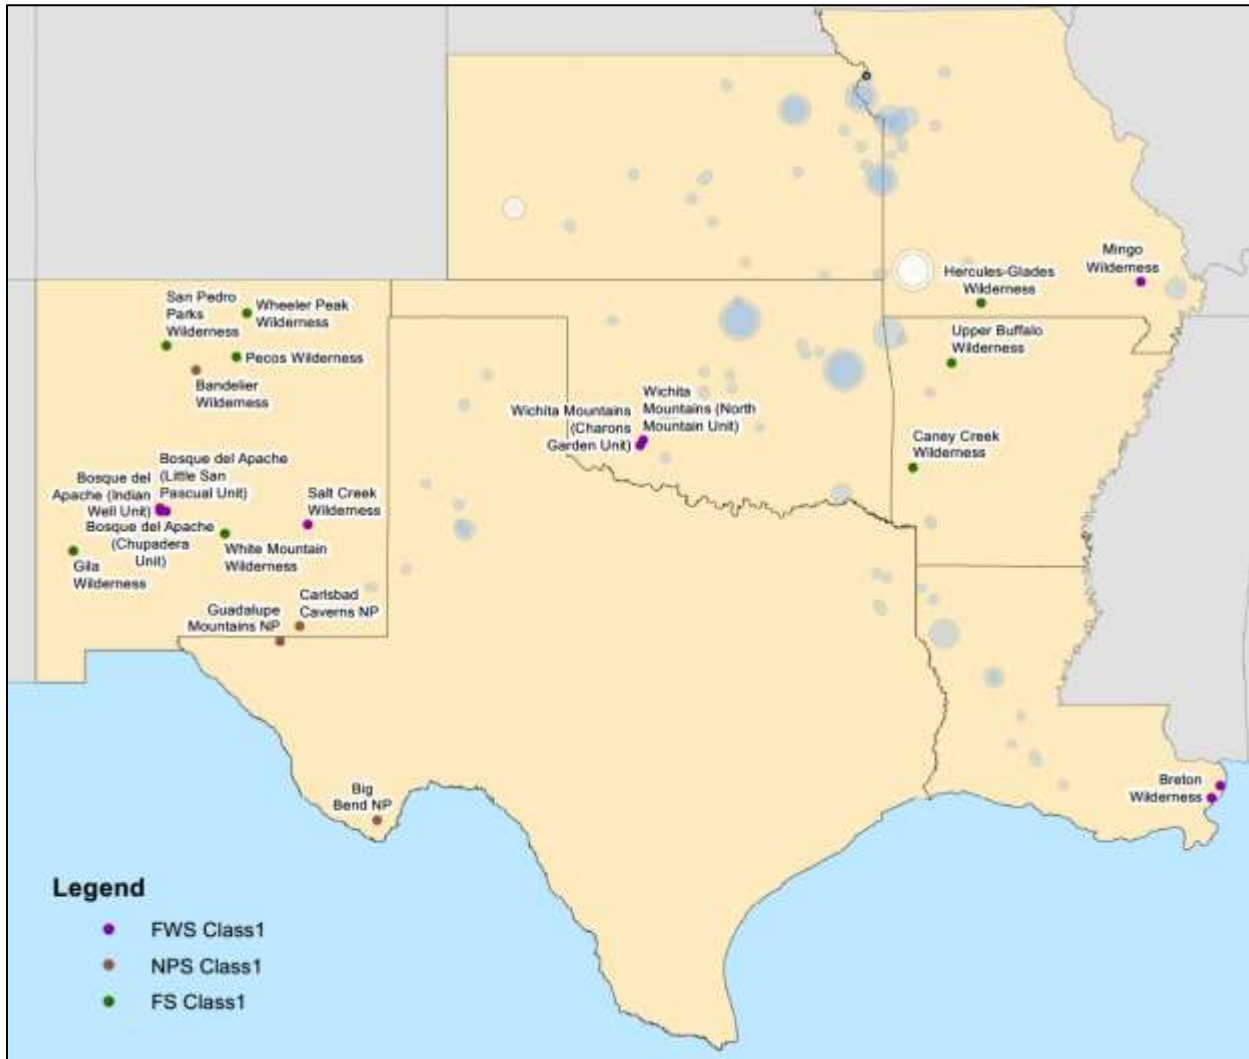 San Pedro
Parks
Wilderness
Wheeler Peak
Wilderness
Pecos Wilderness
Bandelier
Wilderness
Bosque del
Apache (Indian
Well Unit)
Bosque del Apache
(Little San
Pascual Unit)
Bosque del Apache
(Chupadera
Unit)
Gila
Wilderness
Salt Creek
Wilderness
White Mountain
Wilderness
Guadalupe
Mountains NP
Carlsbad
Caverns NP
Big
Bend NP
Wichita Mountains
(Charons
Garden Unit)
Wichita
Mountains (North
Mountain Unit)
Hercules-Glades
Wilderness
Mingo
Wilderness
Upper Buffalo
Wilderness
Caney Creek
Wilderness
Breton
Wilderness
Legend
FWS Class1
NPS Class1
FS Class1